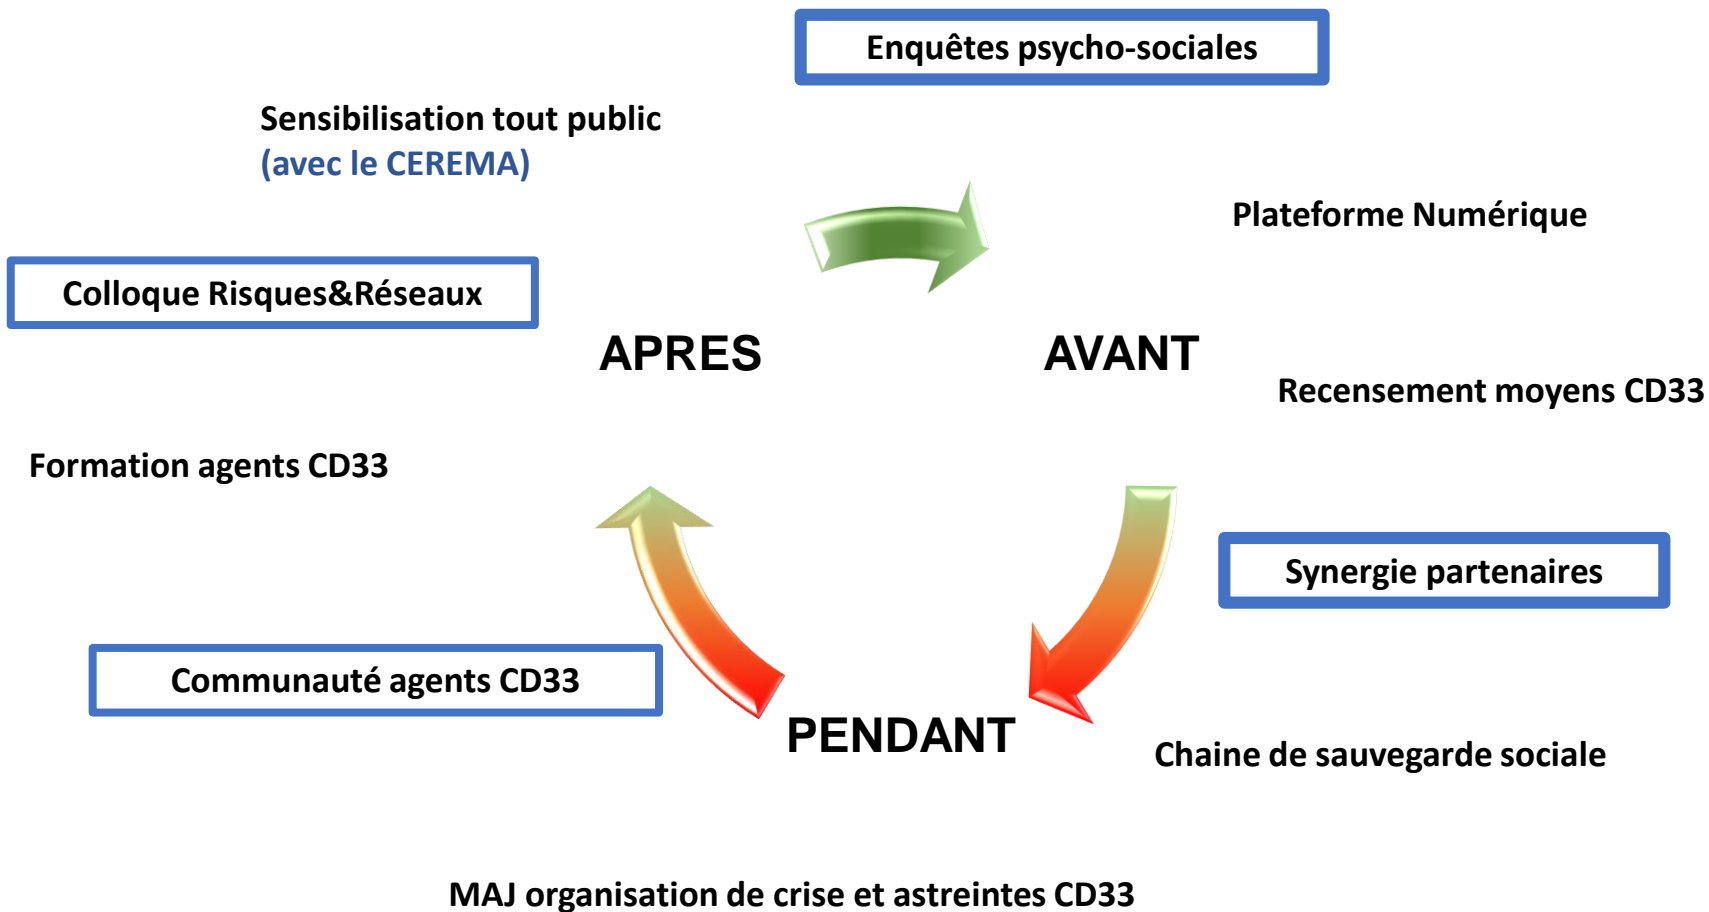 Enquêtes psycho-sociales
Sensibilisation tout public
(avec le CEREMA)
Plateforme Numérique
Colloque Risques&Réseaux
APRES
AVANT
Recensement moyens CD33
Formation agents CD33
Synergie partenaires
Communauté agents CD33
PENDANT
Chaine de sauvegarde sociale
MAJ organisation de crise et astreintes CD33